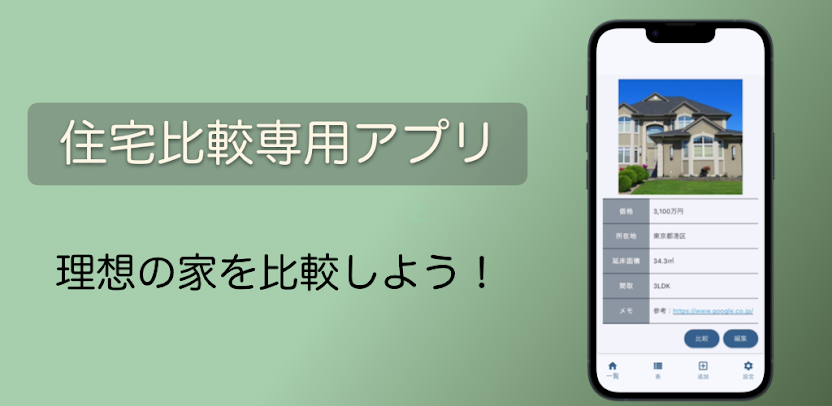 住宅比較専用アプリ
理想の家を比較しよう！
価格 3,100万円
所在地 東京都港区
延床面積 34.3㎡
間取 3LDK
メモ 参考：https://www.google.co.jp/
比較 編集
一覧 表 追加 設定